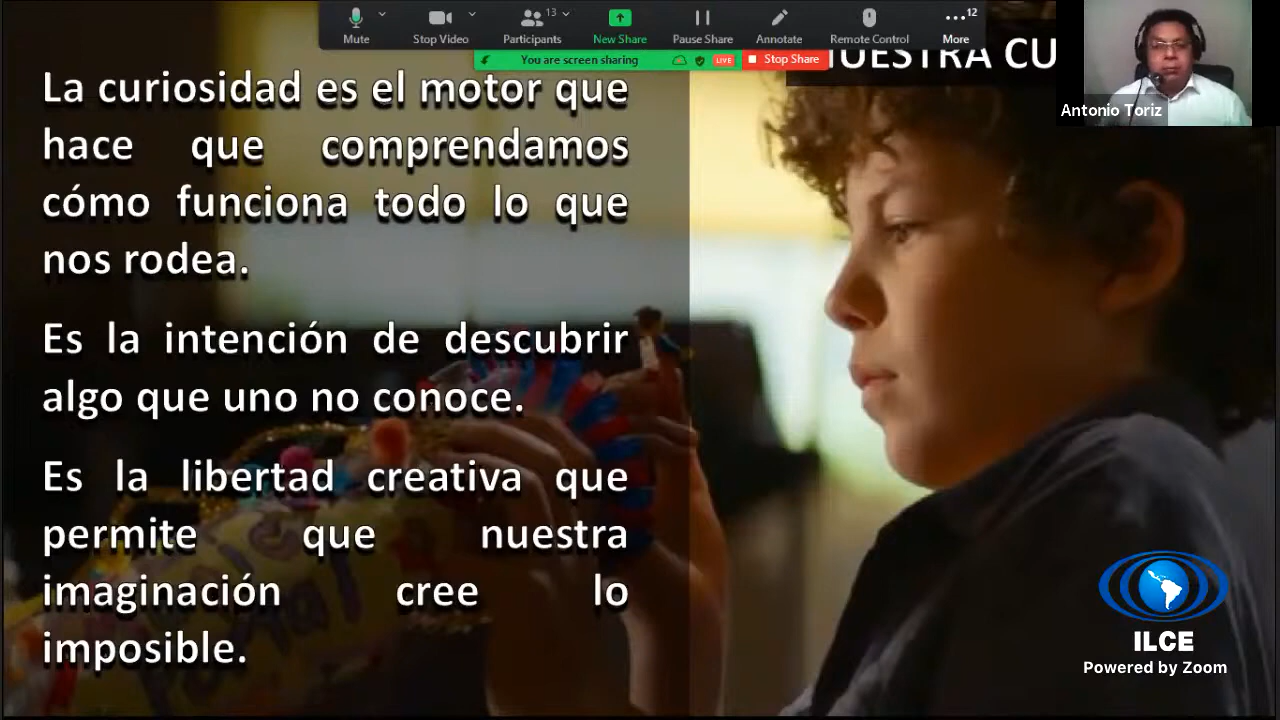 Mute
Stop Video
13
Participants
New Share
Pause Share
Annotate
Remote Control
12
More
You are screen sharing
LIVE
Stop Share
UESTRA CU
Antonio Toriz
La curiosidad es el motor que
hace que comprendamos
cómo funciona todo lo que
nos rodea.
Es la intención de descubrir
algo que uno no conoce.
Es la libertad creativa que
permite que nuestra
imaginación cree lo
imposible.
ILCE
Powered by Zoom